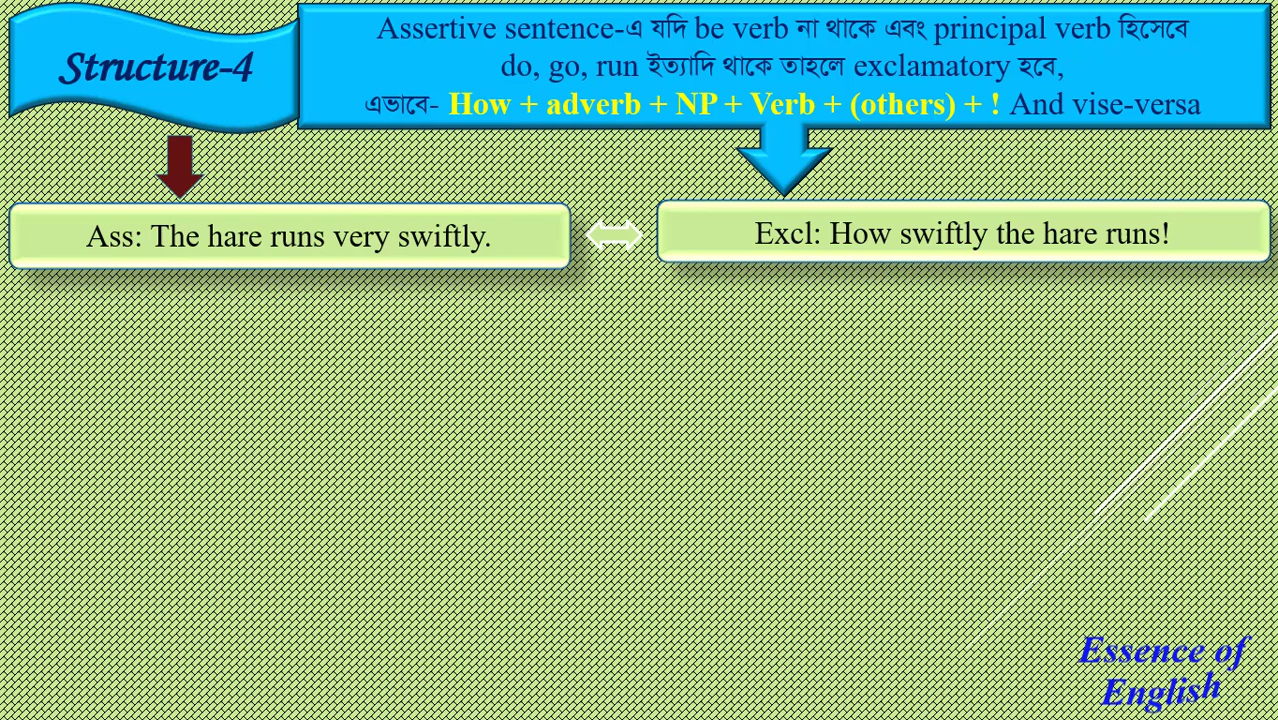 Structure-4
Assertive sentence-এ যদি be verb না থাকে এবং principal verb হিসেবে
do, go, run ইত্যাদি থাকে তাহলে exclamatory হবে,
এভাবে- How + adverb + NP + Verb + (others) + ! And vise-versa
Ass: The hare runs very swiftly.
Excl: How swiftly the hare runs!
Essence of
English